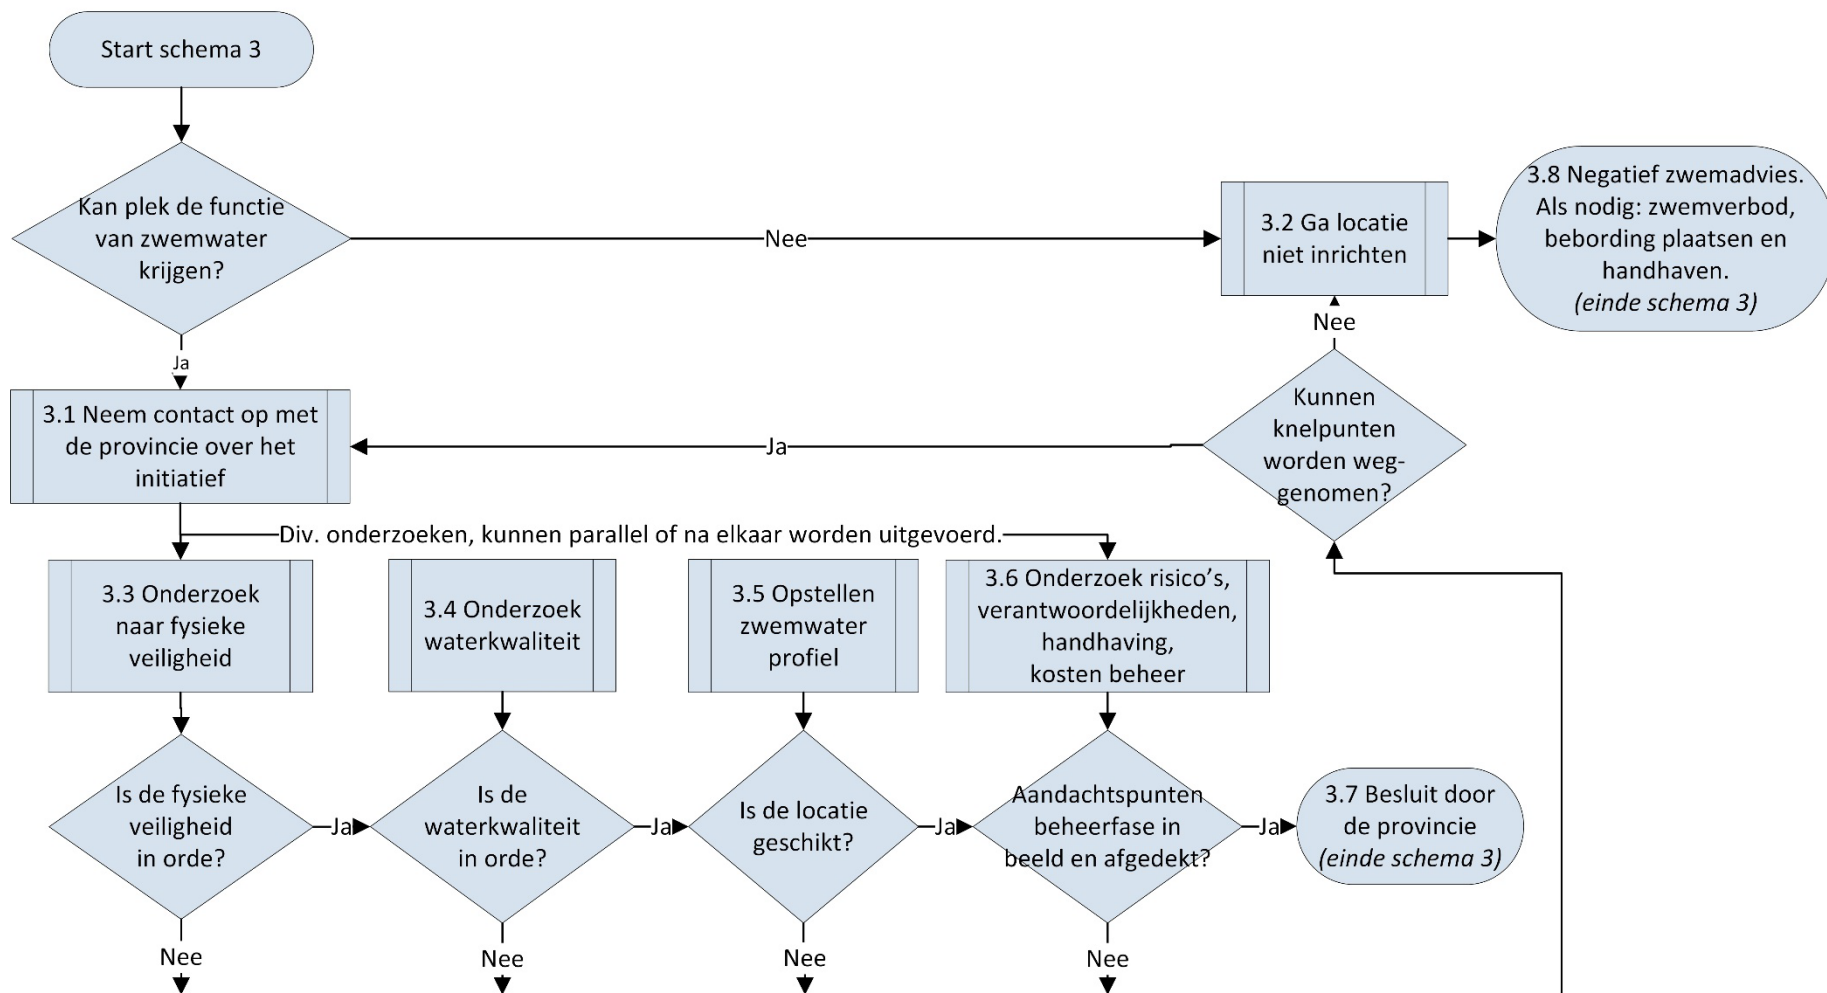 Start schema 3
Kan plek de functie
van zwemwater
krijgen?
Nee
3.2 Ga locatie
niet inrichten
3.8 Negatief zwemadvies.
Als nodig: zwemverbod,
bebording plaatsen en
handhaven.
(einde schema 3)
Ja
Nee
3.1 Neem contact op met
de provincie over het
initiatief
Ja
Kunnen
knelpunten
worden weg-
genomen?
Div. onderzoeken, kunnen parallel of na elkaar worden uitgevoerd.
3.3 Onderzoek
naar fysieke
veiligheid
3.4 Onderzoek
waterkwaliteit
3.5 Opstellen
zwemwater
profiel
3.6 Onderzoek risico’s,
verantwoordelijkheden,
handhaving,
kosten beheer
Is de fysieke
veiligheid
in orde?
Ja
Is de
waterkwaliteit
in orde?
Ja
Is de locatie
geschikt?
Ja
Aandachtspunten
beheerfase in
beeld en afgedekt?
Ja
3.7 Besluit door
de provincie
(einde schema 3)
Nee
Nee
Nee
Nee